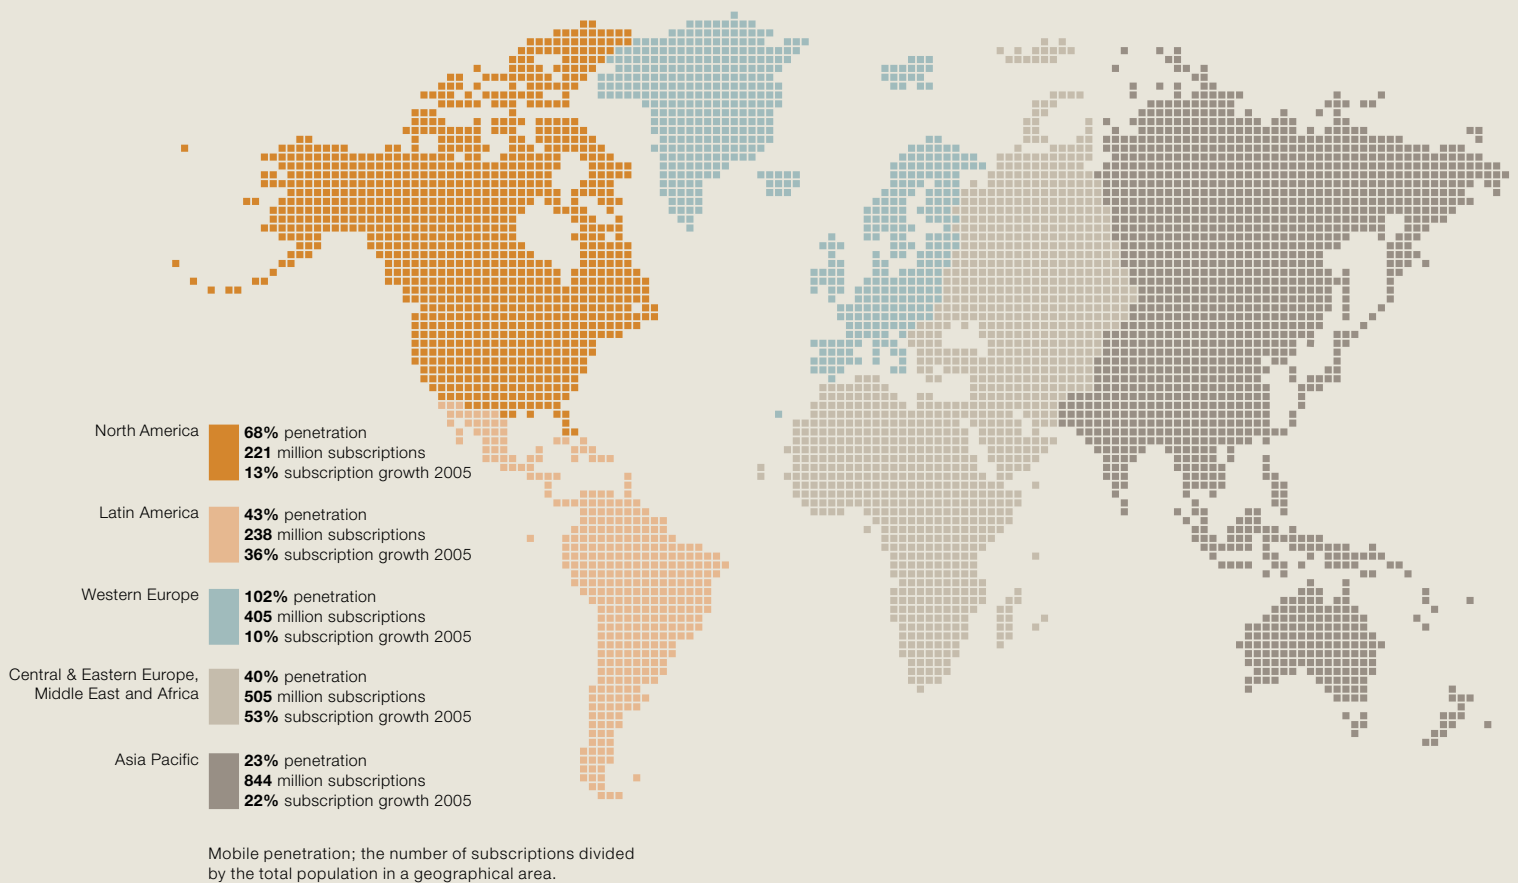 North America
68% penetration
221 million subscriptions
13% subscription growth 2005
Latin America
43% penetration
238 million subscriptions
36% subscription growth 2005
Western Europe
102% penetration
405 million subscriptions
10% subscription growth 2005
Central & Eastern Europe,
Middle East and Africa
40% penetration
505 million subscriptions
53% subscription growth 2005
Asia Pacific
23% penetration
844 million subscriptions
22% subscription growth 2005
Mobile penetration; the number of subscriptions divided
by the total population in a geographical area.